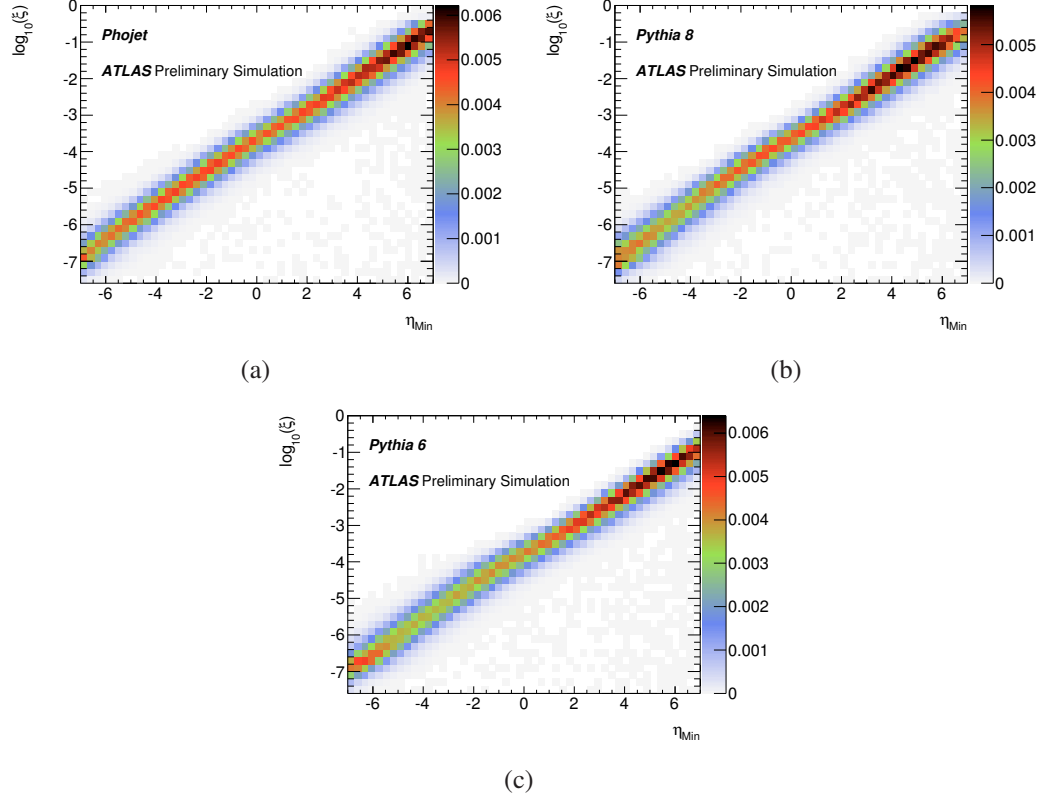 log₁₀(ξ)
0
-1
-2
-3
-4
-5
-6
-7
Phojet
ATLAS Preliminary Simulation
-6 -4 -2 0 2 4 6
η_Min
0.006
0.005
0.004
0.003
0.002
0.001
0
(a)
log₁₀(ξ)
0
-1
-2
-3
-4
-5
-6
-7
Pythia 8
ATLAS Preliminary Simulation
-6 -4 -2 0 2 4 6
η_Min
0.005
0.004
0.003
0.002
0.001
0
(b)
log₁₀(ξ)
0
-1
-2
-3
-4
-5
-6
-7
Pythia 6
ATLAS Preliminary Simulation
-6 -4 -2 0 2 4 6
η_Min
0.006
0.005
0.004
0.003
0.002
0.001
0
(c)